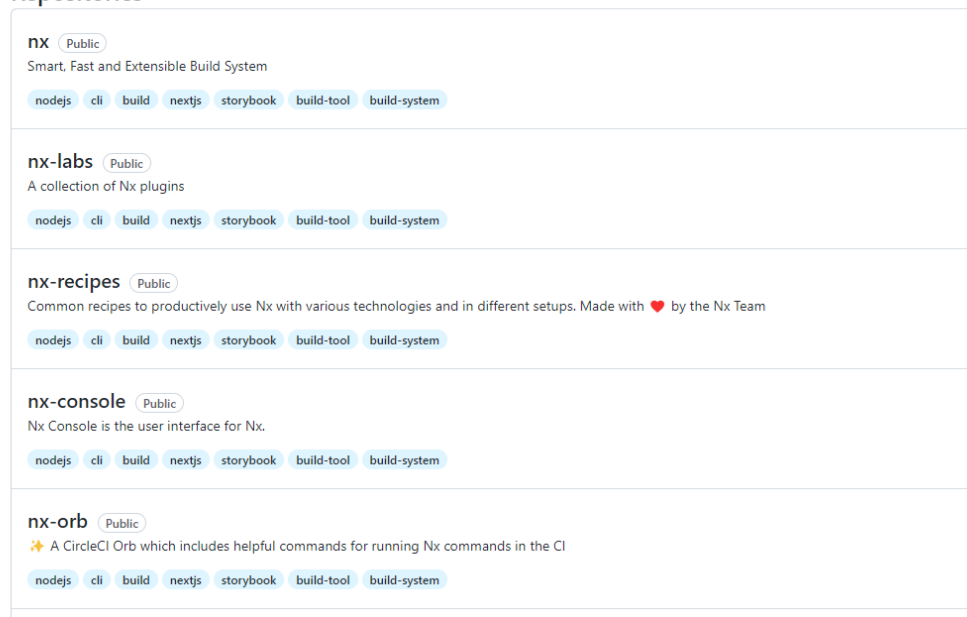 Repositories
nx Public
Smart, Fast and Extensible Build System
nodejs cli build nextjs storybook build-tool build-system
nx-labs Public
A collection of Nx plugins
nodejs cli build nextjs storybook build-tool build-system
nx-recipes Public
Common recipes to productively use Nx with various technologies and in different setups. Made with ❤️ by the Nx Team
nodejs cli build nextjs storybook build-tool build-system
nx-console Public
Nx Console is the user interface for Nx.
nodejs cli build nextjs storybook build-tool build-system
nx-orb Public
✨ A CircleCI Orb which includes helpful commands for running Nx commands in the CI
nodejs cli build nextjs storybook build-tool build-system